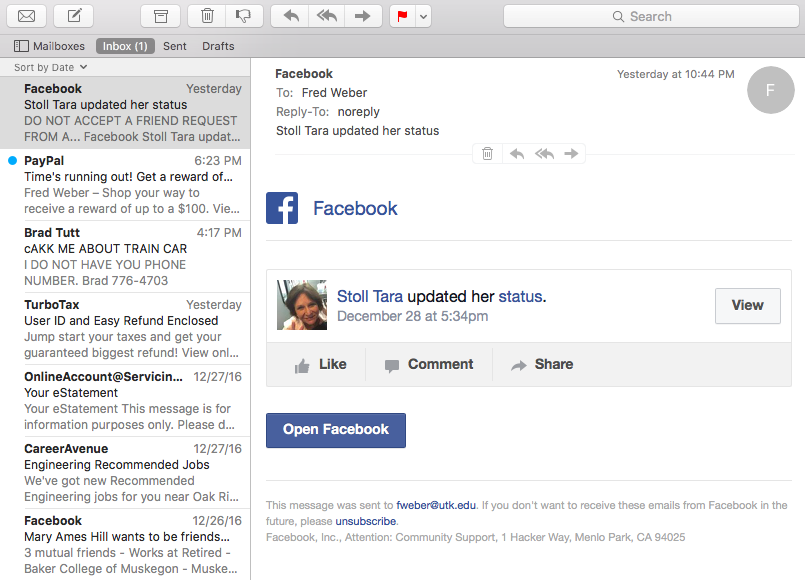 Search
Mailboxes Inbox (1) Sent Drafts
Sort by Date
Facebook Yesterday
Stoll Tara updated her status
DO NOT ACCEPT A FRIEND REQUEST
FROM A... Facebook Stoll Tara updat...
PayPal 6:23 PM
Time's running out! Get a reward of...
Fred Weber – Shop your way to
receive a reward of up to a $100. Vie...
Brad Tutt 4:17 PM
cAKK ME ABOUT TRAIN CAR
I DO NOT HAVE YOU PHONE
NUMBER. Brad 776-4703
TurboTax Yesterday
User ID and Easy Refund Enclosed
Jump start your taxes and get your
guaranteed biggest refund! View onl...
OnlineAccount@Servicin... 12/27/16
Your eStatement
Your eStatement This message is for
information purposes only. Please d...
CareerAvenue 12/27/16
Engineering Recommended Jobs
We've got new Recommended
Engineering jobs for you near Oak Ri...
Facebook 12/26/16
Mary Ames Hill wants to be friends...
3 mutual friends - Works at Retired -
Baker College of Muskegon - Muske...
Facebook Yesterday at 10:44 PM
F
To: Fred Weber
Reply-To: noreply
Stoll Tara updated her status
f Facebook
Stoll Tara updated her status.
December 28 at 5:34pm
View
Like Comment Share
Open Facebook
This message was sent to fweber@utk.edu. If you don't want to receive these emails from Facebook in the
future, please unsubscribe.
Facebook, Inc., Attention: Community Support, 1 Hacker Way, Menlo Park, CA 94025